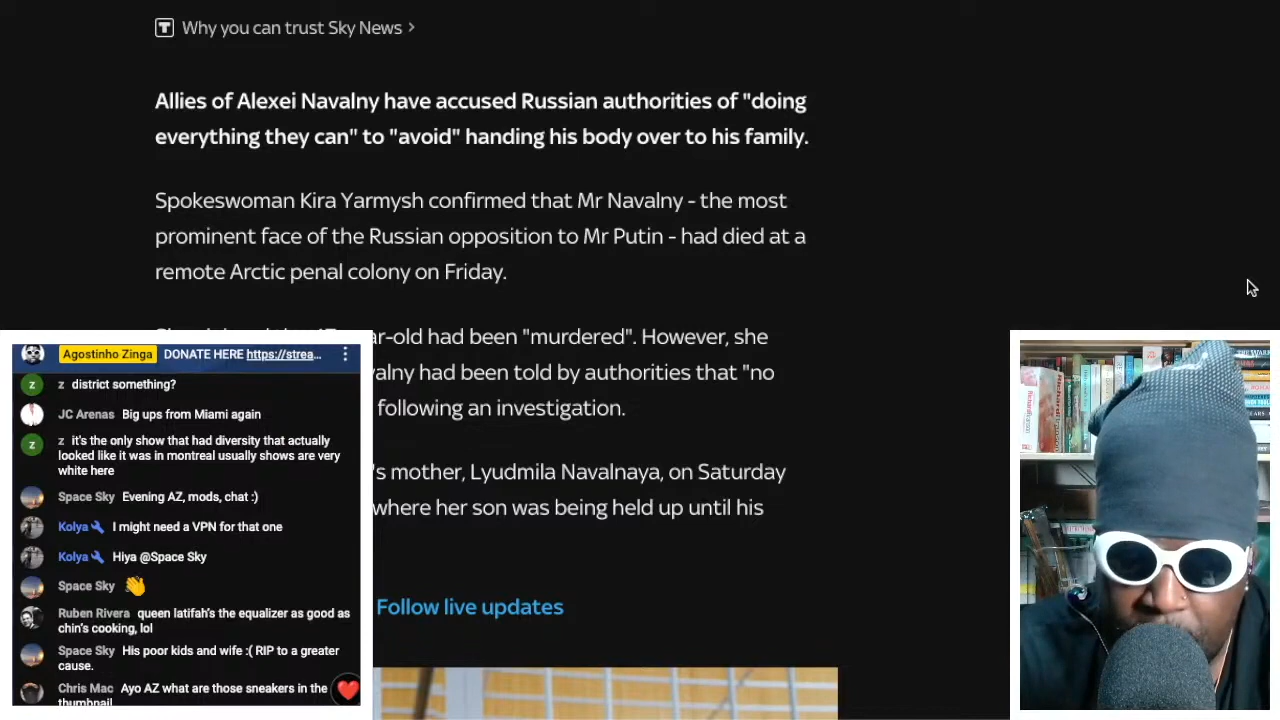 Why you can trust Sky News >
Allies of Alexei Navalny have accused Russian authorities of "doing
everything they can" to "avoid" handing his body over to his family.
Spokeswoman Kira Yarmysh confirmed that Mr Navalny - the most
prominent face of the Russian opposition to Mr Putin - had died at a
remote Arctic penal colony on Friday.
ar-old had been "murdered". However, she
valny had been told by authorities that "no
following an investigation.
's mother, Lyudmila Navalnaya, on Saturday
where her son was being held up until his
Follow live updates
Agostinho Zinga DONATE HERE https://strea...
z z district something?
JC Arenas Big ups from Miami again
z z it's the only show that had diversity that actually
looked like it was in montreal usually shows are very
white here
Space Sky Evening AZ, mods, chat :)
Kolya I might need a VPN for that one
Kolya Hiya @Space Sky
Space Sky 👋
Ruben Rivera queen latifah's the equalizer as good as
chin's cooking, lol
Space Sky His poor kids and wife :( RIP to a greater
cause.
Chris Mac Ayo AZ what are those sneakers in the
thumbnail